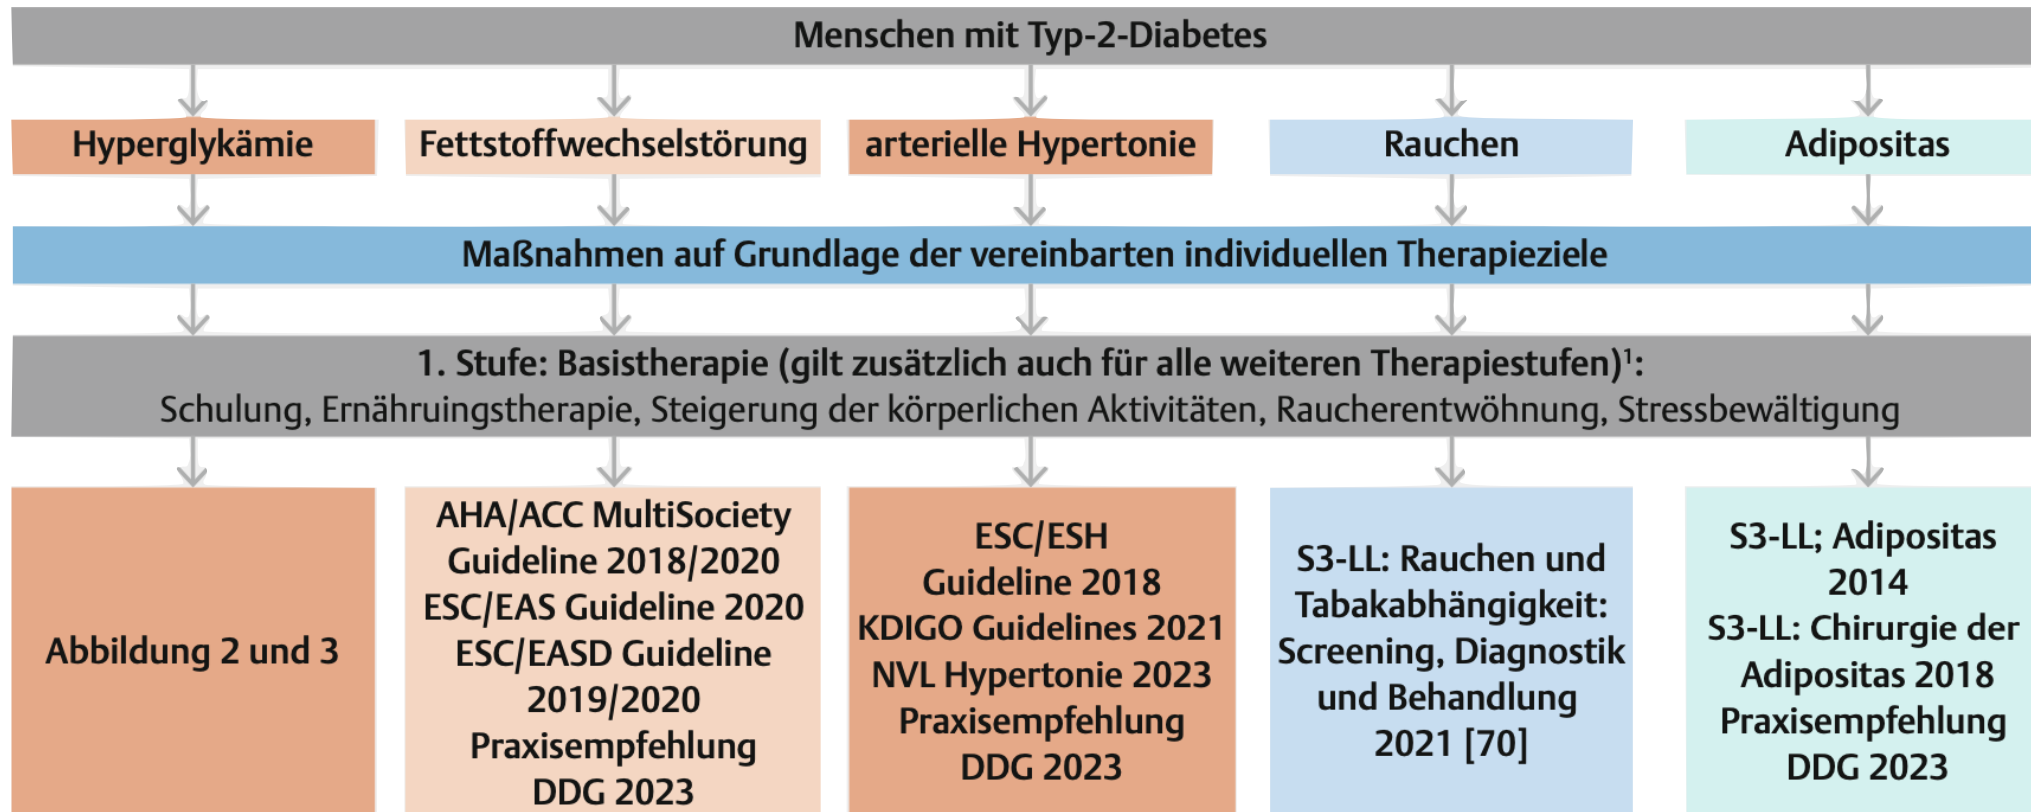 Menschen mit Typ-2-Diabetes
Hyperglykämie
Fettstoffwechselstörung
arterielle Hypertonie
Rauchen
Adipositas
Maßnahmen auf Grundlage der vereinbarten individuellen Therapieziele
1. Stufe: Basistherapie (gilt zusätzlich auch für alle weiteren Therapiestufen)¹:
Schulung, Ernähruingstherapie, Steigerung der körperlichen Aktivitäten, Raucherentwöhnung, Stressbewältigung
Abbildung 2 und 3
AHA/ACC MultiSociety
Guideline 2018/2020
ESC/EAS Guideline 2020
ESC/EASD Guideline
2019/2020
Praxisempfehlung
DDG 2023
ESC/ESH
Guideline 2018
KDIGO Guidelines 2021
NVL Hypertonie 2023
Praxisempfehlung
DDG 2023
S3-LL: Rauchen und
Tabakabhängigkeit:
Screening, Diagnostik
und Behandlung
2021 [70]
S3-LL; Adipositas
2014
S3-LL: Chirurgie der
Adipositas 2018
Praxisempfehlung
DDG 2023